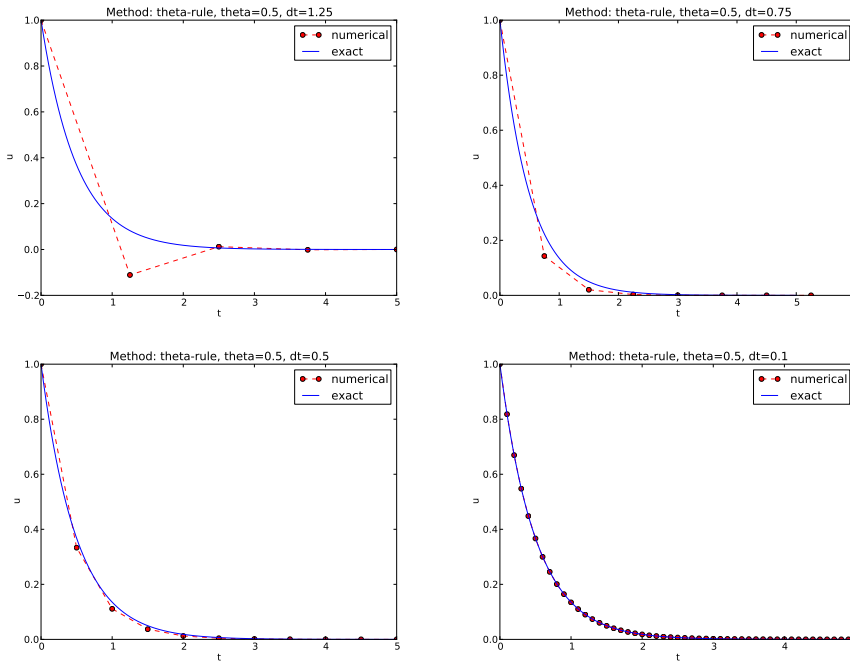 Method: theta-rule, theta=0.5, dt=1.25
1.0
0.8
0.6
0.4
0.2
0.0
−0.2
u
numerical
exact
0 1 2 3 4 5
t
Method: theta-rule, theta=0.5, dt=0.75
1.0
0.8
0.6
0.4
0.2
0.0
u
numerical
exact
0 1 2 3 4 5
t
Method: theta-rule, theta=0.5, dt=0.5
1.0
0.8
0.6
0.4
0.2
0.0
u
numerical
exact
0 1 2 3 4 5
t
Method: theta-rule, theta=0.5, dt=0.1
1.0
0.8
0.6
0.4
0.2
0.0
u
numerical
exact
0 1 2 3 4
t